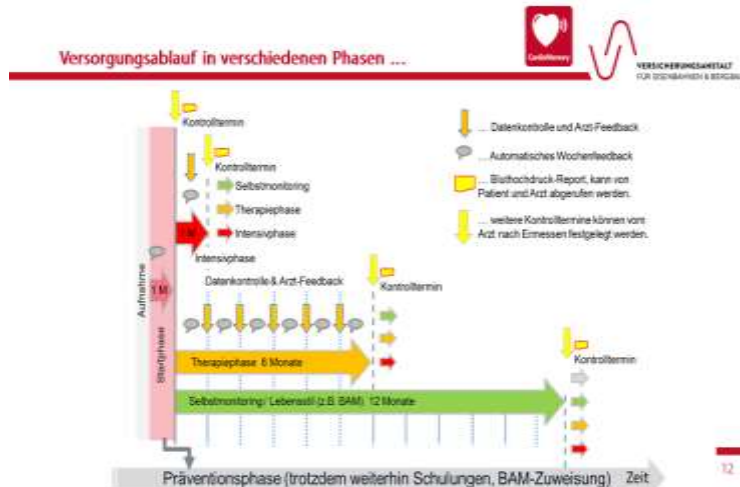 Versorgungsablauf in verschiedenen Phasen ...
CardioMemory
VERSICHERUNGSANSTALT
FÜR EISENBAHNEN & BERGBAU
Kontrolltermin
Kontrolltermin
Selbstmonitoring
Therapiephase
Intensivphase
Intensivphase
... Datenkontrolle und Arzt-Feedback
... Automatisches Wochenfeedback
... Bluthochdruck-Report, kann von
Patient und Arzt abgerufen werden.
... weitere Kontrolltermine können vom
Arzt nach Ermessen festgelegt werden.
Aufnahme
1 M
Startphase
Datenkontrolle & Arzt-Feedback
Kontrolltermin
Therapiephase 6 Monate
Kontrolltermin
Selbstmonitoring/ Lebensstil (z.B. BAM) 12 Monate
Präventionsphase (trotzdem weiterhin Schulungen, BAM-Zuweisung)
Zeit
12